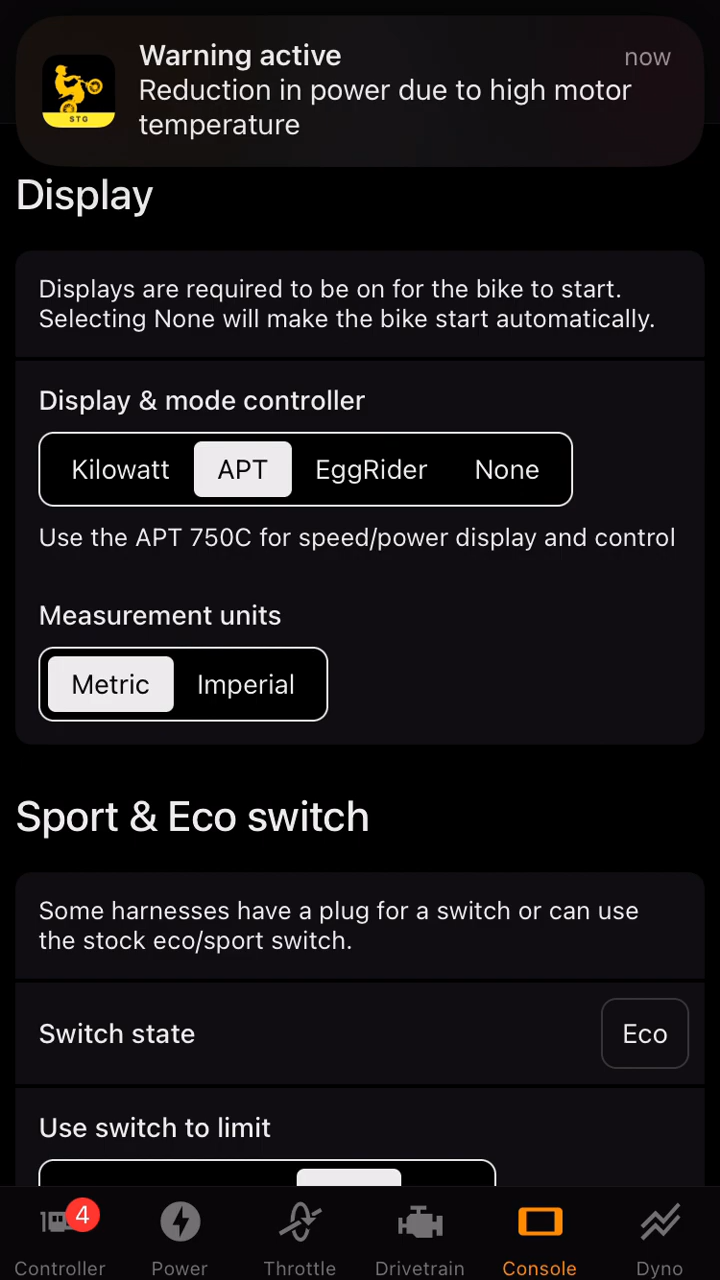 Warning active
now
Reduction in power due to high motor
temperature
STG
Display
Displays are required to be on for the bike to start.
Selecting None will make the bike start automatically.
Display & mode controller
Kilowatt APT EggRider None
Use the APT 750C for speed/power display and control
Measurement units
Metric Imperial
Sport & Eco switch
Some harnesses have a plug for a switch or can use
the stock eco/sport switch.
Switch state
Eco
Use switch to limit
4
Controller Power Throttle Drivetrain Console Dyno